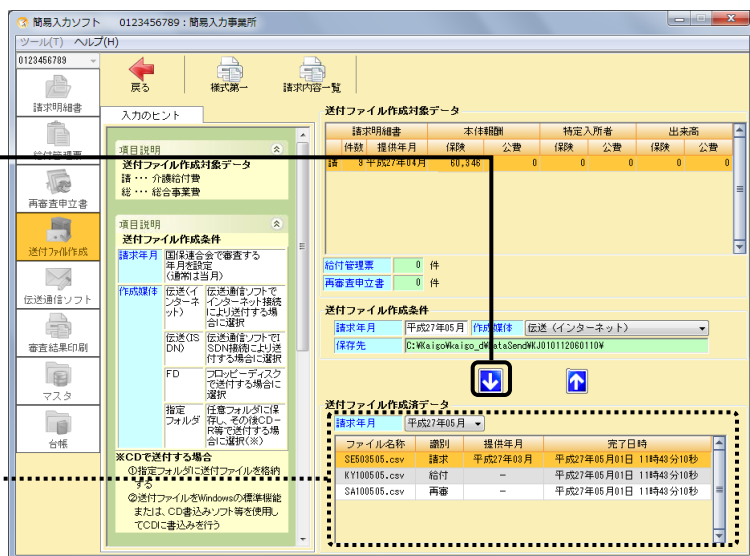 簡易入力ソフト　0123456789：簡易入力事業所
ツール(T)　ヘルプ(H)
0123456789
戻る
様式第一
請求内容一覧
請求明細書
給付管理票
再審査申立書
送付ファイル作成
伝送通信ソフト
審査結果印刷
マスタ
台帳
入力のヒント
項目説明
送付ファイル作成対象データ
請 ･･･ 介護給付費
総 ･･･ 総合事業費
項目説明
送付ファイル作成条件
請求年月
国保連合会で審査する
年月を設定
(通常は当月)
作成媒体
伝送(イ
ンターネ
ット)
伝送通信ソフトで
インターネット接続
により送付する場
合に選択
伝送(IS
DN)
伝送通信ソフトでI
SDN接続により送
付する場合に選択
FD
フロッピーディスク
で送付する場合に
選択
指定
フォルダ
任意フォルダに保
存し、その後CD－
R等で送付する場
合に選択(※)
※CDで送付する場合
①指定フォルダに送付ファイルを格納
する
②送付ファイルをWindowsの標準機能
または、CD書込みソフト等を使用し
てCDに書込みを行う
送付ファイル作成対象データ
請求明細書　本体報酬　特定入所者　出来高
件数　提供年月　保険　公費　保険　公費　保険　公費
請　9　平成27年04月　60,346　0　0　0　0　0
給付管理票　0　件
再審査申立書　0　件
送付ファイル作成条件
請求年月　平成27年05月　作成媒体　伝送（インターネット）
保存先　C:¥Kaigo¥kaigo_d¥dataSend¥KJ010112060110¥
送付ファイル作成済データ
請求年月　平成27年05月
ファイル名称　識別　提供年月　完了日時
SE503505.csv　請求　平成27年03月　平成27年05月01日 11時43分10秒
KY100505.csv　給付　－　平成27年05月01日 11時43分10秒
SA100505.csv　再審　－　平成27年05月01日 11時43分10秒